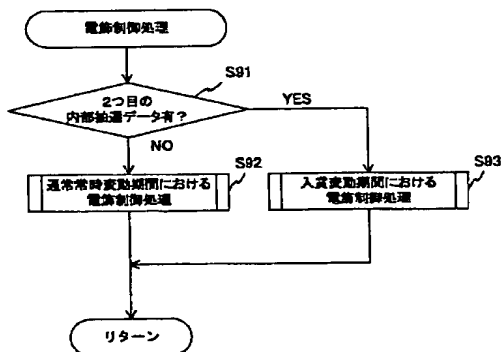 電飾制御処理
S91
2つ目の
内部抽選データ有？
YES
NO
S92
通常常時変動期間における
電飾制御処理
S93
入賞変動期間における
電飾制御処理
リターン